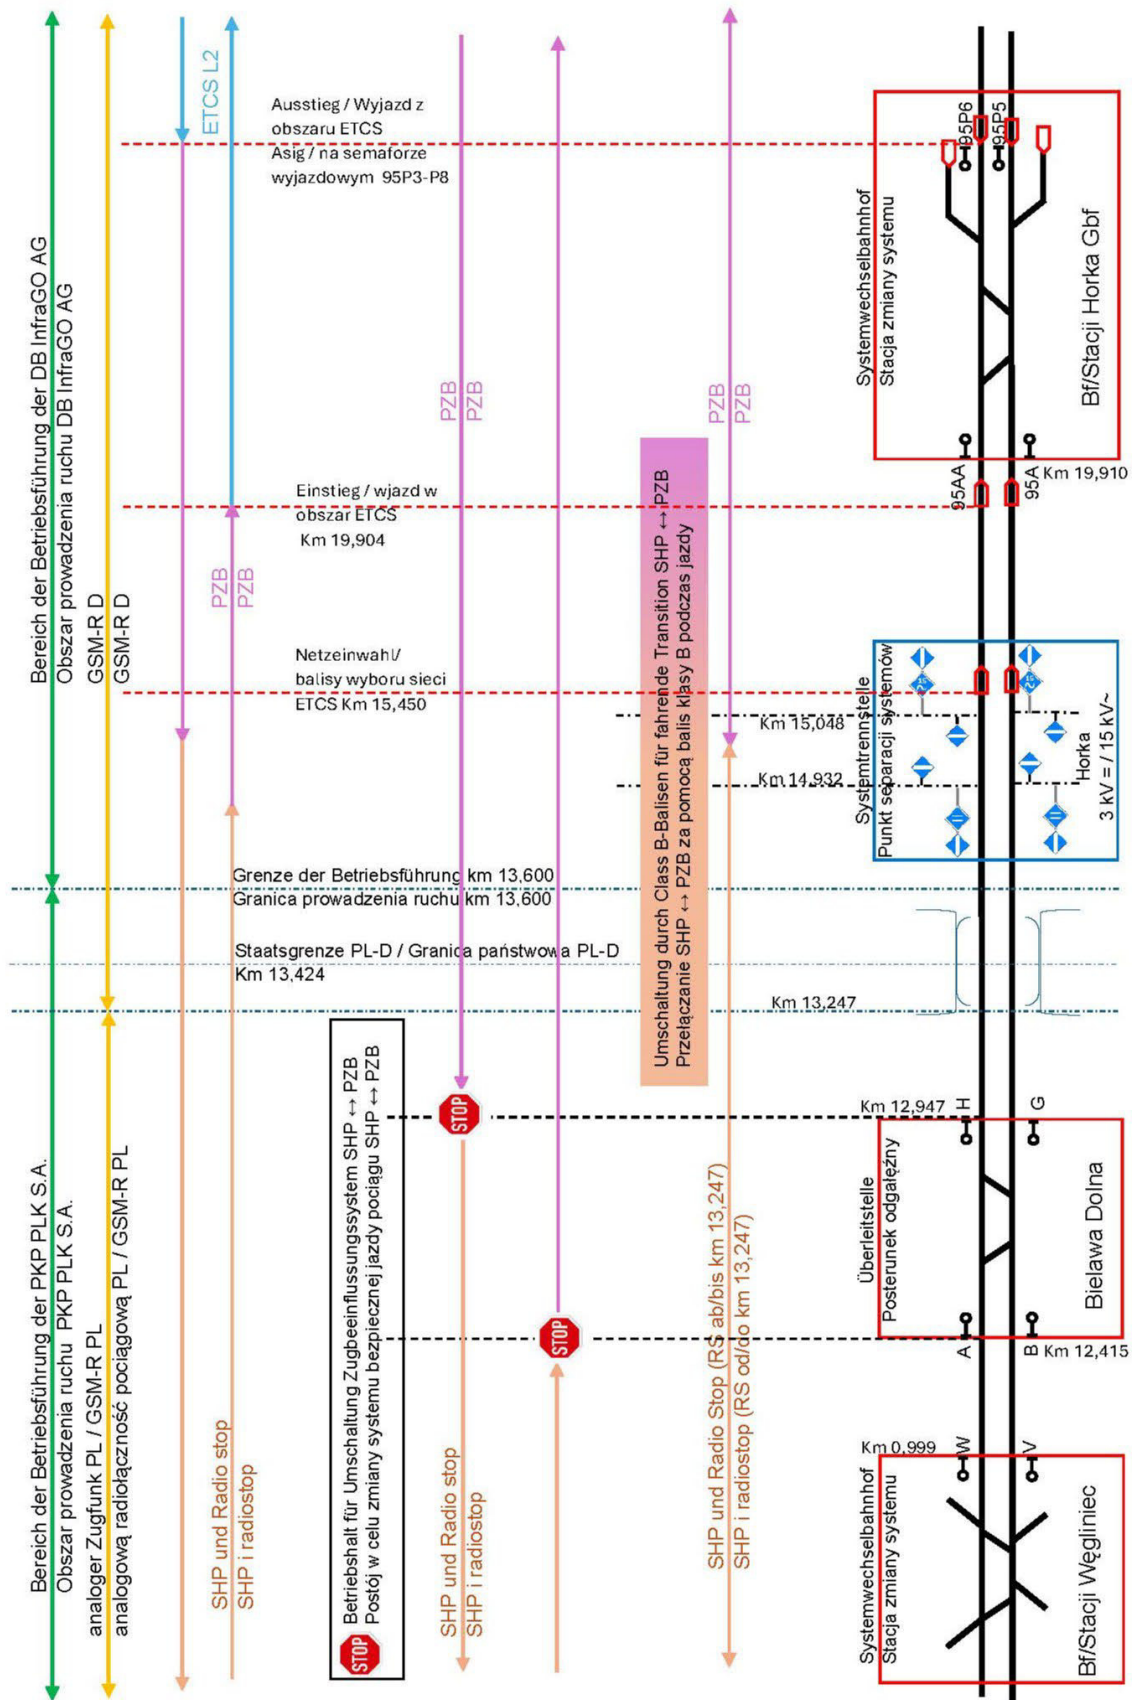 Bereich der Betriebsführung der PKP PLK S.A.
Obszar prowadzenia ruchu PKP PLK S.A.
Bereich der Betriebsführung der DB InfraGO AG
Obszar prowadzenia ruchu DB InfraGO AG
analoger Zugfunk PL / GSM-R PL
analogową radiołączność pociągową PL / GSM-R PL
GSM-R D
GSM-R D
ETCS L2
SHP und Radio stop
SHP i radiostop
PZB
PZB
Ausstieg / Wyjazd z
obszaru ETCS
Asig / na semaforze
wyjazdowym 95P3-P8
Einstieg / wjazd w
obszar ETCS
Km 19,904
Netzeinwahl/
balisy wyboru sieci
ETCS Km 15,450
Grenze der Betriebsführung km 13,600
Granica prowadzenia ruchu km 13,600
Staatsgrenze PL-D / Granica państwowa PL-D
Km 13,424
STOP
Betriebshalt für Umschaltung Zugbeeinflussungssystem SHP ↔ PZB
Postój w celu zmiany systemu bezpiecznej jazdy pociągu SHP ↔ PZB
SHP und Radio stop
SHP i radiostop
STOP
PZB
PZB
STOP
Umschaltung durch Class B-Balisen für fahrende Transition SHP ↔ PZB
Przełączanie SHP ↔ PZB za pomocą balis klasy B podczas jazdy
SHP und Radio Stop (RS ab/bis km 13,247)
SHP i radiostop (RS od/do km 13,247)
PZB
PZB
Km 15,048
Km 14,932
Km 13,247
Systemwechselbahnhof
Stacja zmiany systemu
Km 0,999
W
V
Bf/Stacji Węgliniec
Überleitstelle
Posterunek odgałęźny
Km 12,947
A
H
B
G
Km 12,415
Bielawa Dolna
Systemtrennstelle
Punkt separacji systemów
15
15
Horka
3 kV = / 15 kV~
Systemwechselbahnhof
Stacja zmiany systemu
95AA
95A
Km 19,910
95P6
95P5
Bf/Stacji Horka Gbf